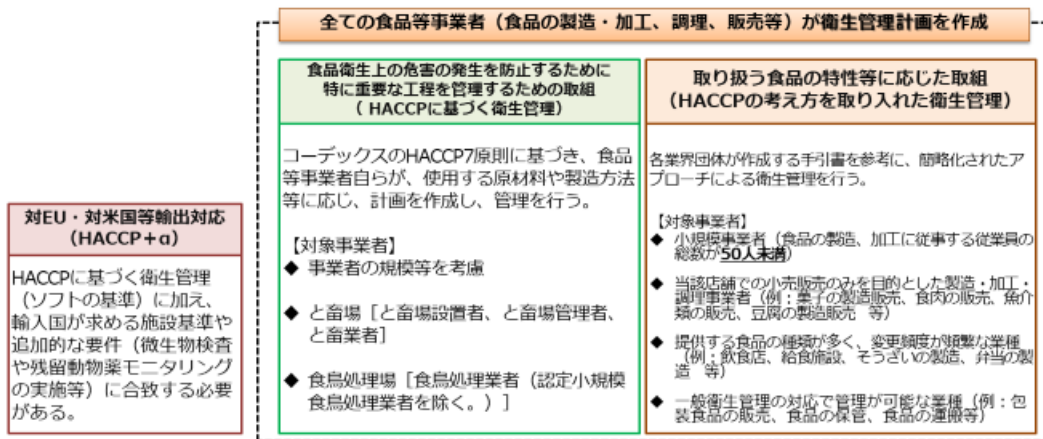 全ての食品等事業者（食品の製造・加工、調理、販売等）が衛生管理計画を作成
食品衛生上の危害の発生を防止するために
特に重要な工程を管理するための取組
（ HACCPに基づく衛生管理）
コーデックスのHACCP7原則に基づき、食品
等事業者自らが、使用する原材料や製造方法
等に応じ、計画を作成し、管理を行う。
【対象事業者】
◆ 事業者の規模等を考慮
◆ と畜場［と畜場設置者、と畜場管理者、
と畜業者］
◆ 食鳥処理場［食鳥処理業者（認定小規模
食鳥処理業者を除く。）］
取り扱う食品の特性等に応じた取組
（HACCPの考え方を取り入れた衛生管理）
各業界団体が作成する手引書を参考に、簡略化されたア
プローチによる衛生管理を行う。
【対象事業者】
◆ 小規模事業者（食品の製造、加工に従事する従業員の
総数が50人未満）
◆ 当該店舗での小売販売のみを目的とした製造・加工・
調理事業者（例：菓子の製造販売、食肉の販売、魚介
類の販売、豆腐の製造販売 等）
◆ 提供する食品の種類が多く、変更頻度が頻繁な業種
（例：飲食店、給食施設、そうざいの製造、弁当の製
造 等）
◆ 一般衛生管理の対応で管理が可能な業種（例：包
装食品の販売、食品の保管、食品の運搬等）
対EU・対米国等輸出対応
（HACCP＋α）
HACCPに基づく衛生管理
（ソフトの基準）に加え、
輸入国が求める施設基準や
追加的な要件（微生物検査
や残留動物薬モニタリング
の実施等）に合致する必要
がある。